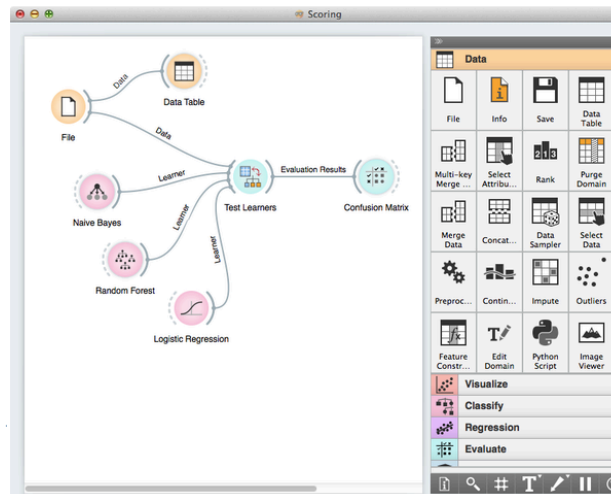 Scoring
Data
Data Table
File
Data
Learner
Naive Bayes
Learner
Random Forest
Learner
Logistic Regression
Test Learners
Evaluation Results
Confusion Matrix
Data
File
Info
Save
Data
Table
Multi-key
Merge ...
Select
Attribu...
Rank
Purge
Domain
Merge
Data
Concat...
Data
Sampler
Select
Data
Preproc...
Contin...
Impute
Outliers
Feature
Constr...
Edit
Domain
Python
Script
Image
Viewer
Visualize
Classify
Regression
Evaluate